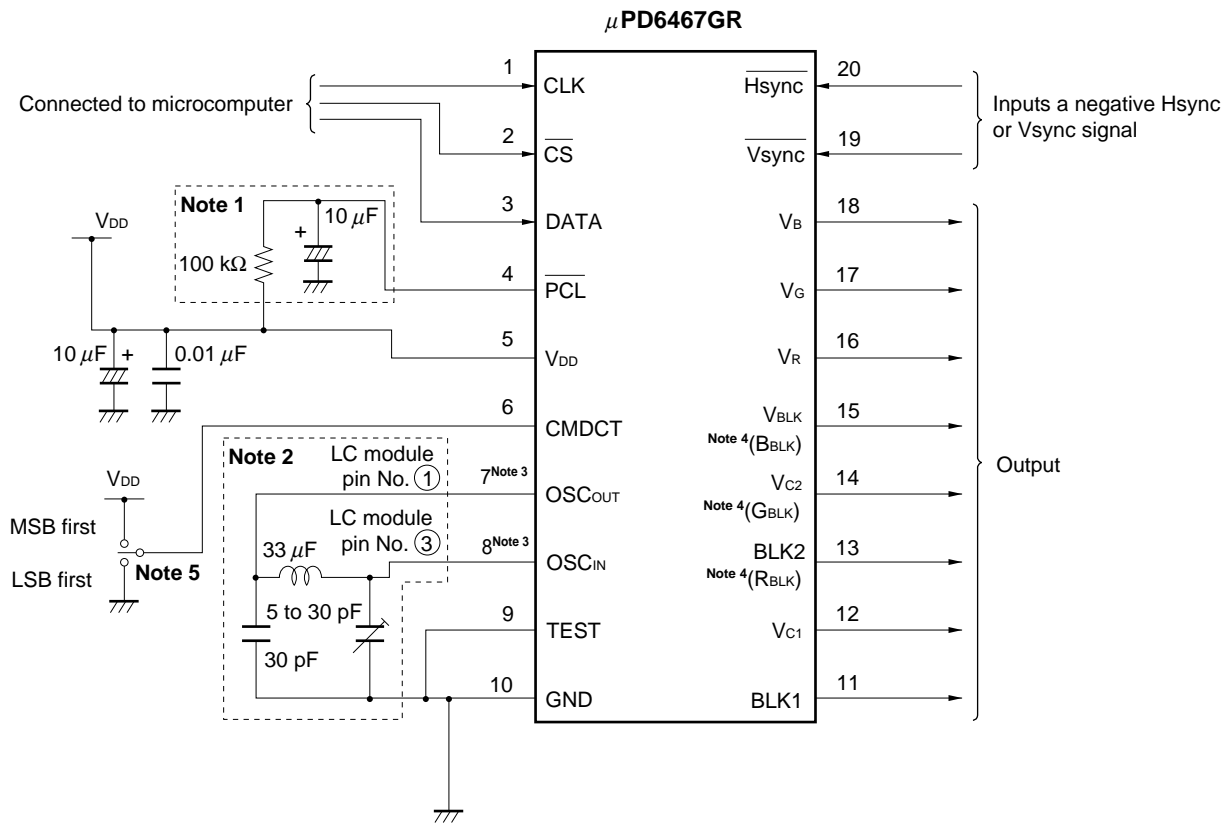 μPD6467GR
Connected to microcomputer
1
CLK
2
CS
3
DATA
4
PCL
5
VDD
6
CMDCT
7Note 3
OSCOUT
8Note 3
OSCIN
9
TEST
10
GND
20
Hsync
19
Vsync
18
VB
17
VG
16
VR
15
VBLK
Note 4(BBLK)
14
VC2
Note 4(GBLK)
13
BLK2
Note 4(RBLK)
12
VC1
11
BLK1
Inputs a negative Hsync
or Vsync signal
Output
Note 1
10 μF
+
100 kΩ
VDD
10 μF
+
0.01 μF
Note 2
LC module
pin No. ①
LC module
pin No. ③
33 μF
5 to 30 pF
30 pF
VDD
MSB first
LSB first
Note 5